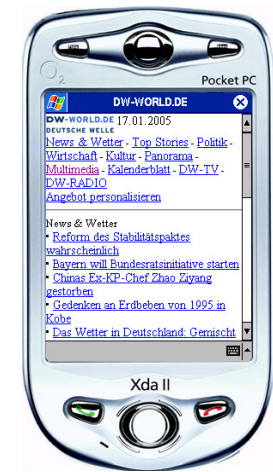 O2
Pocket PC
DW-WORLD.DE
DW-WORLD.DE 17.01.2005
DEUTSCHE WELLE
News & Wetter - Top Stories - Politik -
Wirtschaft - Kultur - Panorama -
Multimedia - Kalenderblatt - DW-TV -
DW-RADIO
Angebot personalisieren
News & Wetter
• Reform des Stabilitätspaktes
wahrscheinlich
• Bayern will Bundesratsinitiative starten
• Chinas Ex-KP-Chef Zhao Ziyang
gestorben
• Gedenken an Erdbeben von 1995 in
Kobe
• Das Wetter in Deutschland: Gemischt
Xda II